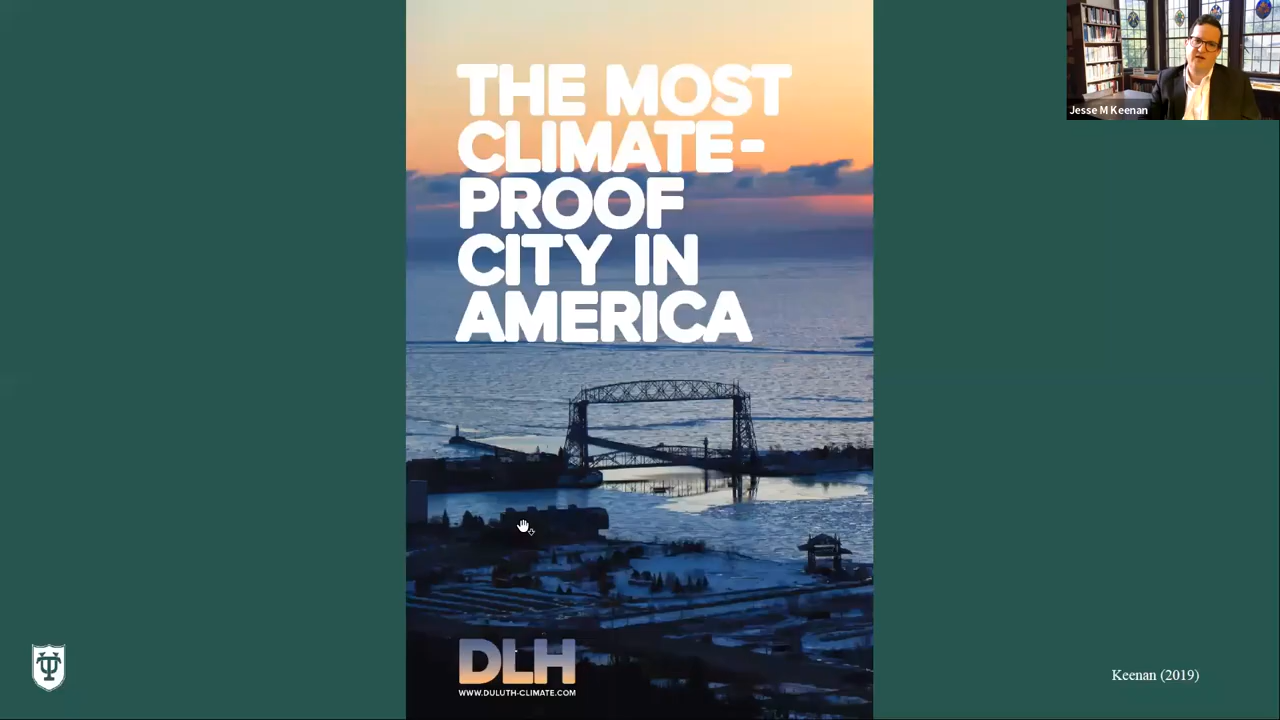 THE MOST
CLIMATE-
PROOF
CITY IN
AMERICA
Jesse M Keenan
DLH
WWW.DULUTH-CLIMATE.COM
Keenan (2019)